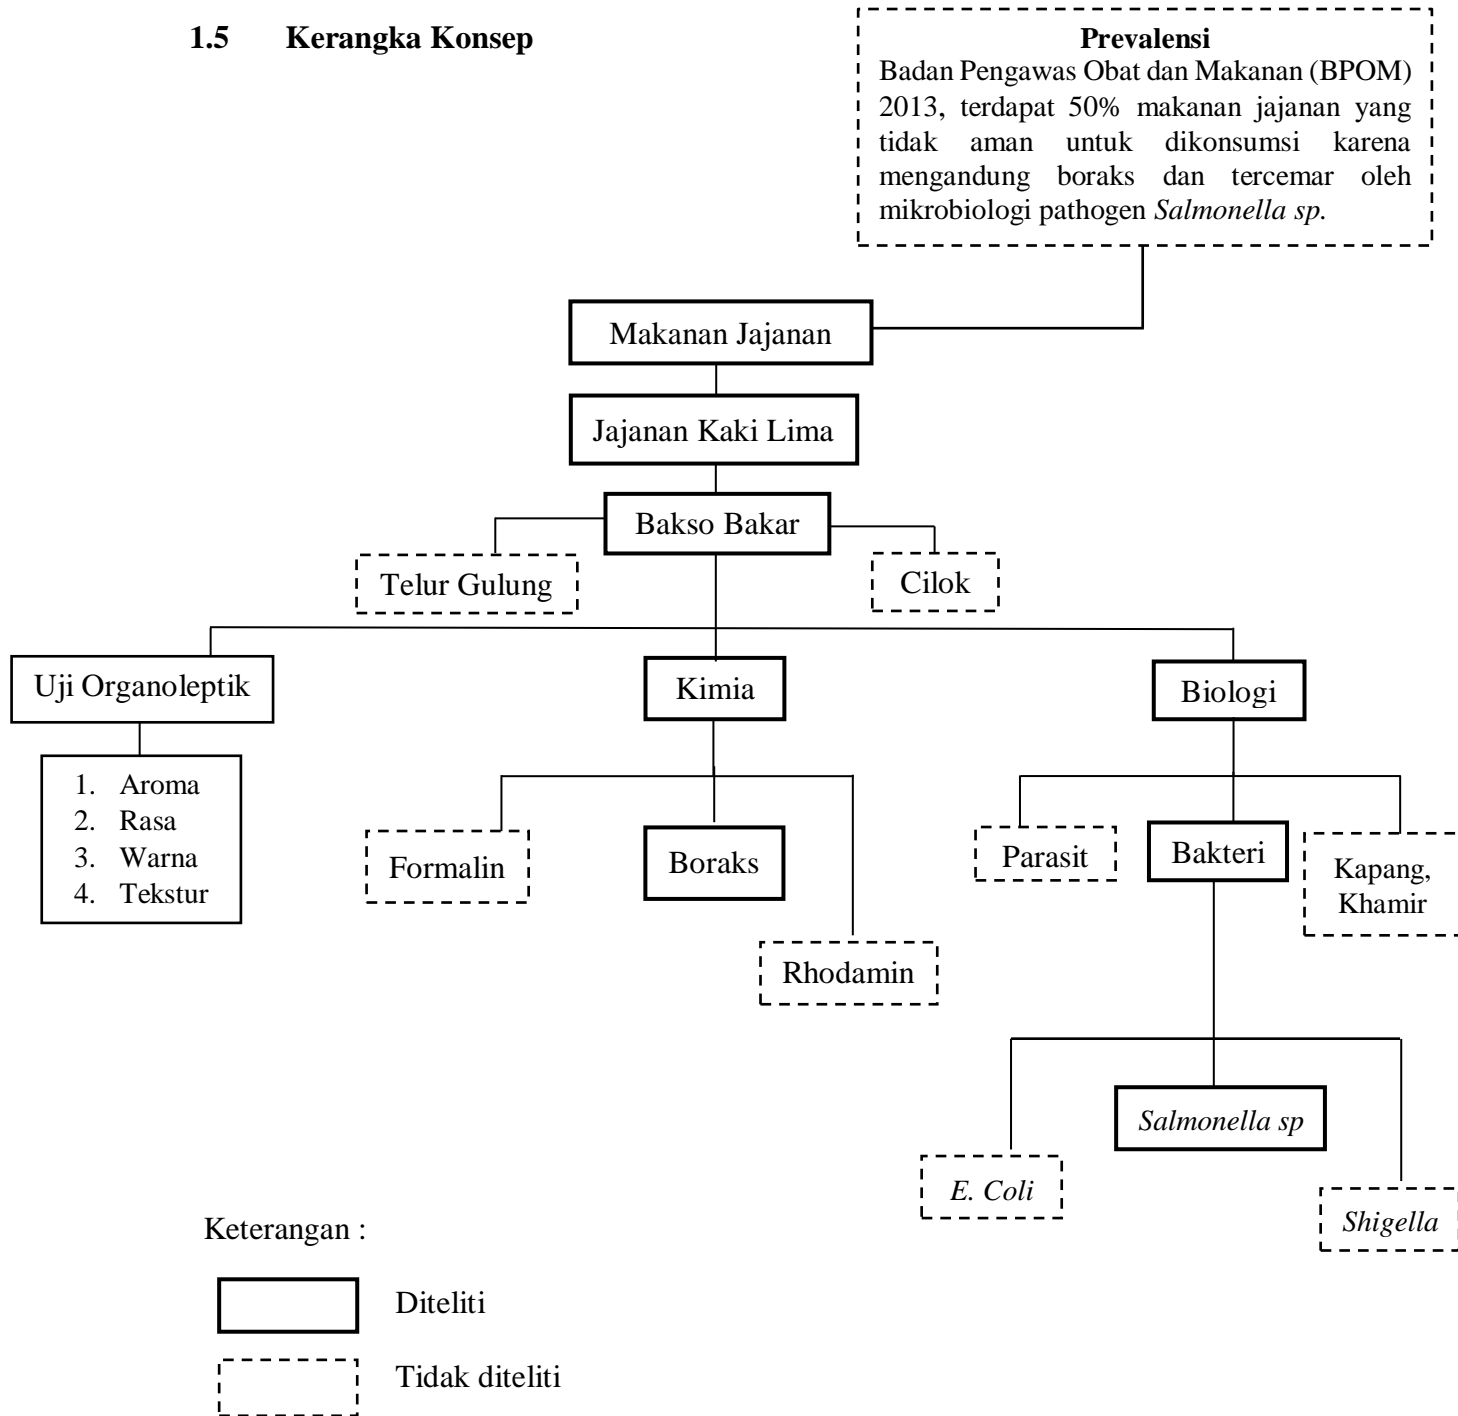 1.5 Kerangka Konsep
Prevalensi
Badan Pengawas Obat dan Makanan (BPOM)
2013, terdapat 50% makanan jajanan yang
tidak aman untuk dikonsumsi karena
mengandung boraks dan tercemar oleh
mikrobiologi pathogen Salmonella sp.
Makanan Jajanan
Jajanan Kaki Lima
Bakso Bakar
Telur Gulung
Cilok
Uji Organoleptik
Kimia
Biologi
1. Aroma
2. Rasa
3. Warna
4. Tekstur
Formalin
Boraks
Rhodamin
Parasit
Bakteri
Kapang,
Khamir
Salmonella sp
E. Coli
Shigella
Keterangan :
Diteliti
Tidak diteliti